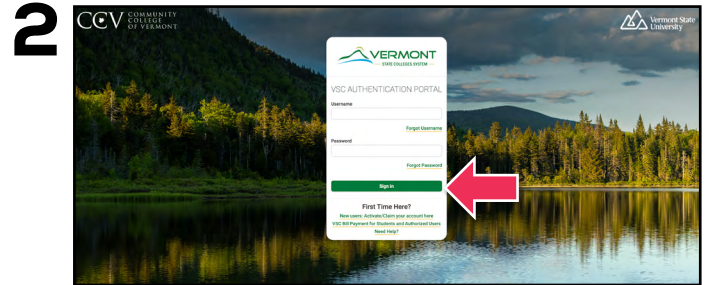 2
CCV COMMUNITY
COLLEGE
OF VERMONT
Vermont State
University
VERMONT
STATE COLLEGES SYSTEM
VSC AUTHENTICATION PORTAL
Username
Forgot Username
Password
Forgot Password
Sign In
First Time Here?
New users: Activate/Claim your account here
VSC Bill Payment for Students and Authorized Users
Need Help?